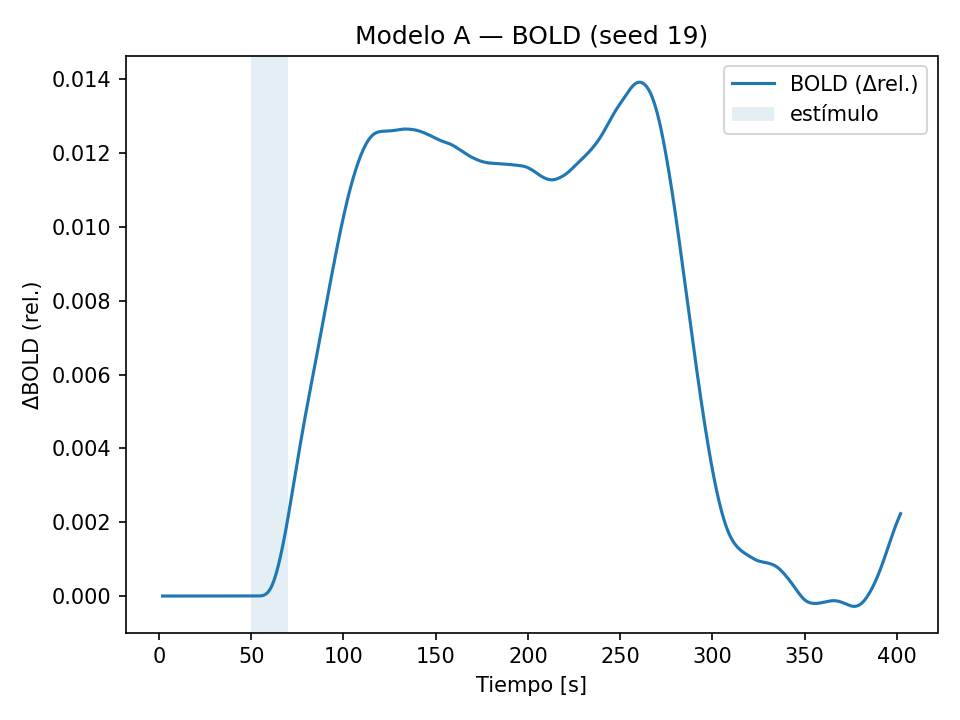 Modelo A — BOLD (seed 19)
BOLD (Δrel.)
estímulo
ΔBOLD (rel.)
0.014
0.012
0.010
0.008
0.006
0.004
0.002
0.000
0 50 100 150 200 250 300 350 400
Tiempo [s]